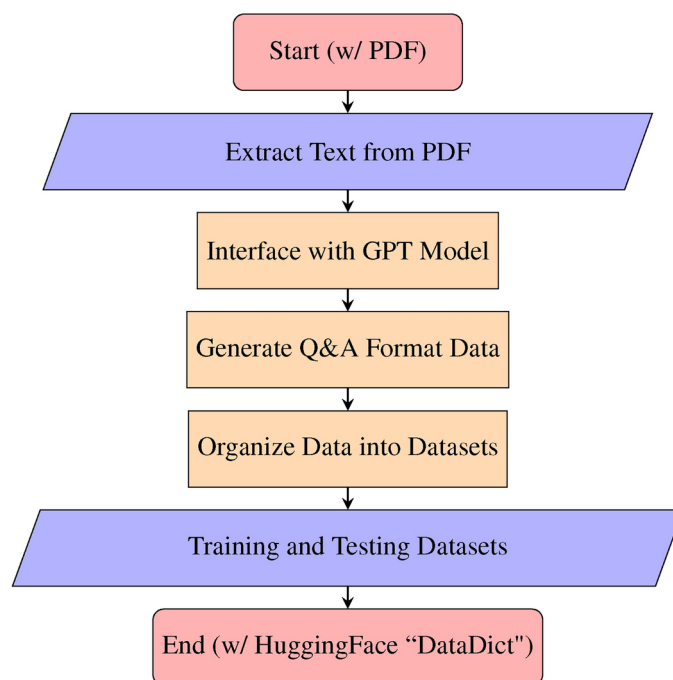 Start (w/ PDF)
Extract Text from PDF
Interface with GPT Model
Generate Q&A Format Data
Organize Data into Datasets
Training and Testing Datasets
End (w/ HuggingFace “DataDict")